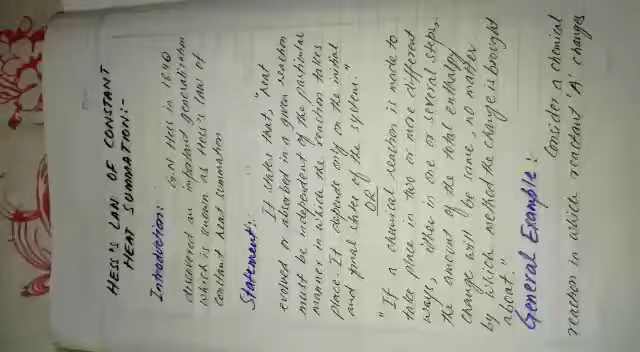 HESS'S LAW OF CONSTANT
HEAT SUMMATION:-
Introduction:
G.N Hess in 1840
discovered an important generalization
which is known as Hess's law of
constant heat summation
Statement:
It states that, "heat
evolved or absorbed in a given reaction
must be independent of the particular
manner in which the reaction takes
place. It depends only on the initial
and final states of the system."
OR
"If a chemical reaction is made to
take place in two or more different
ways, either in one or several steps,
the amount of the total enthalpy
change will be same no matter
by which method the change is brought
about."
General Example:
Consider a chemical
reaction in which reactant 'A' changes